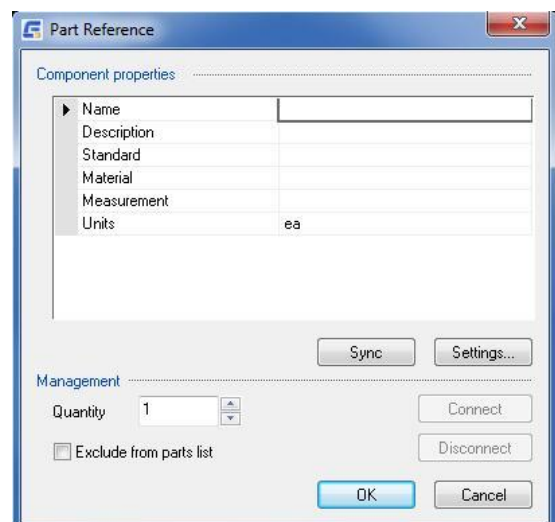 Part Reference
Component properties
Name
Description
Standard
Material
Measurement
Units ea
Sync Settings...
Management
Quantity 1 Connect
Exclude from parts list Disconnect
OK Cancel